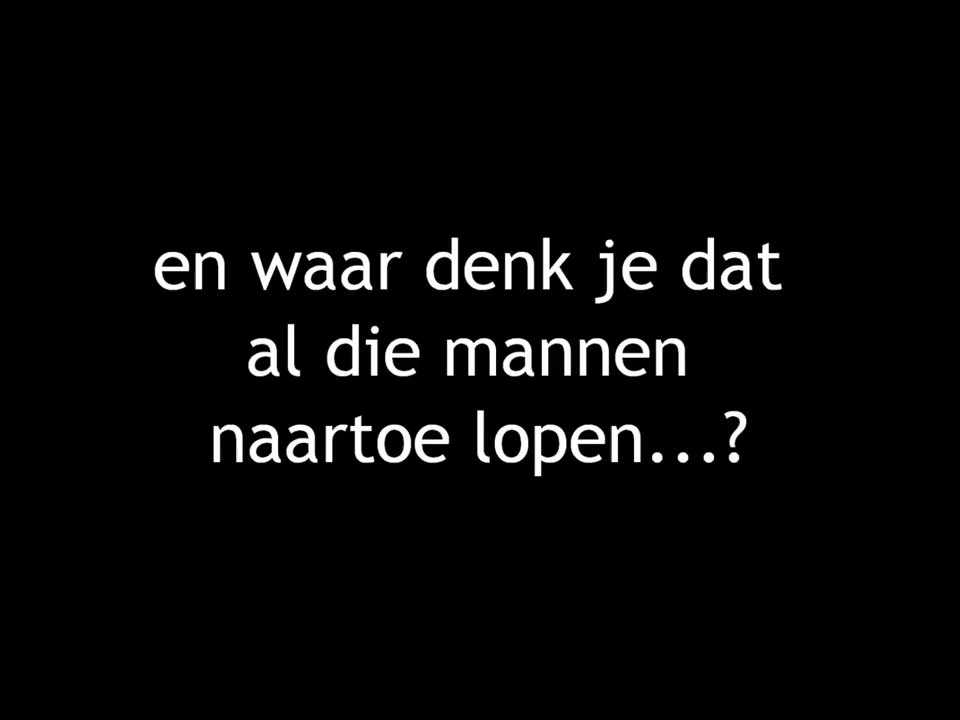 en waar denk je dat
al die mannen
naartoe lopen...?